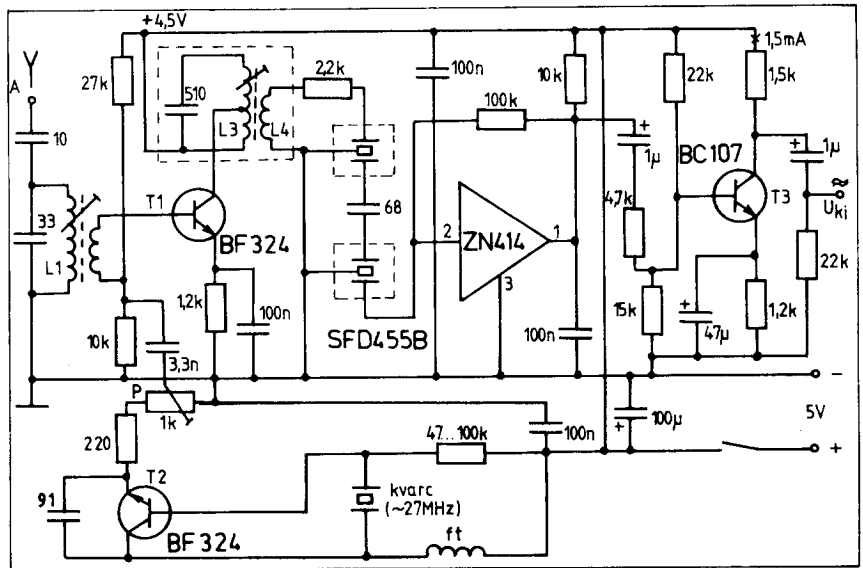 +4,5V
1,5mA
A
27k
510
L3
L4
2,2k
100n
10k
22k
1,5k
100k
10
1µ
BC107
1µ
T1
33
BF324
68
4,7k
T3
Uki
2
ZN414
1
3
L1
1,2k
100n
SFD455B
100n
15k
47µ
1,2k
22k
10k
3,3n
P
1k
-
100µ
5V
+
220
47...100k
100n
T2
91
kvarc
(~27MHz)
BF324
ft